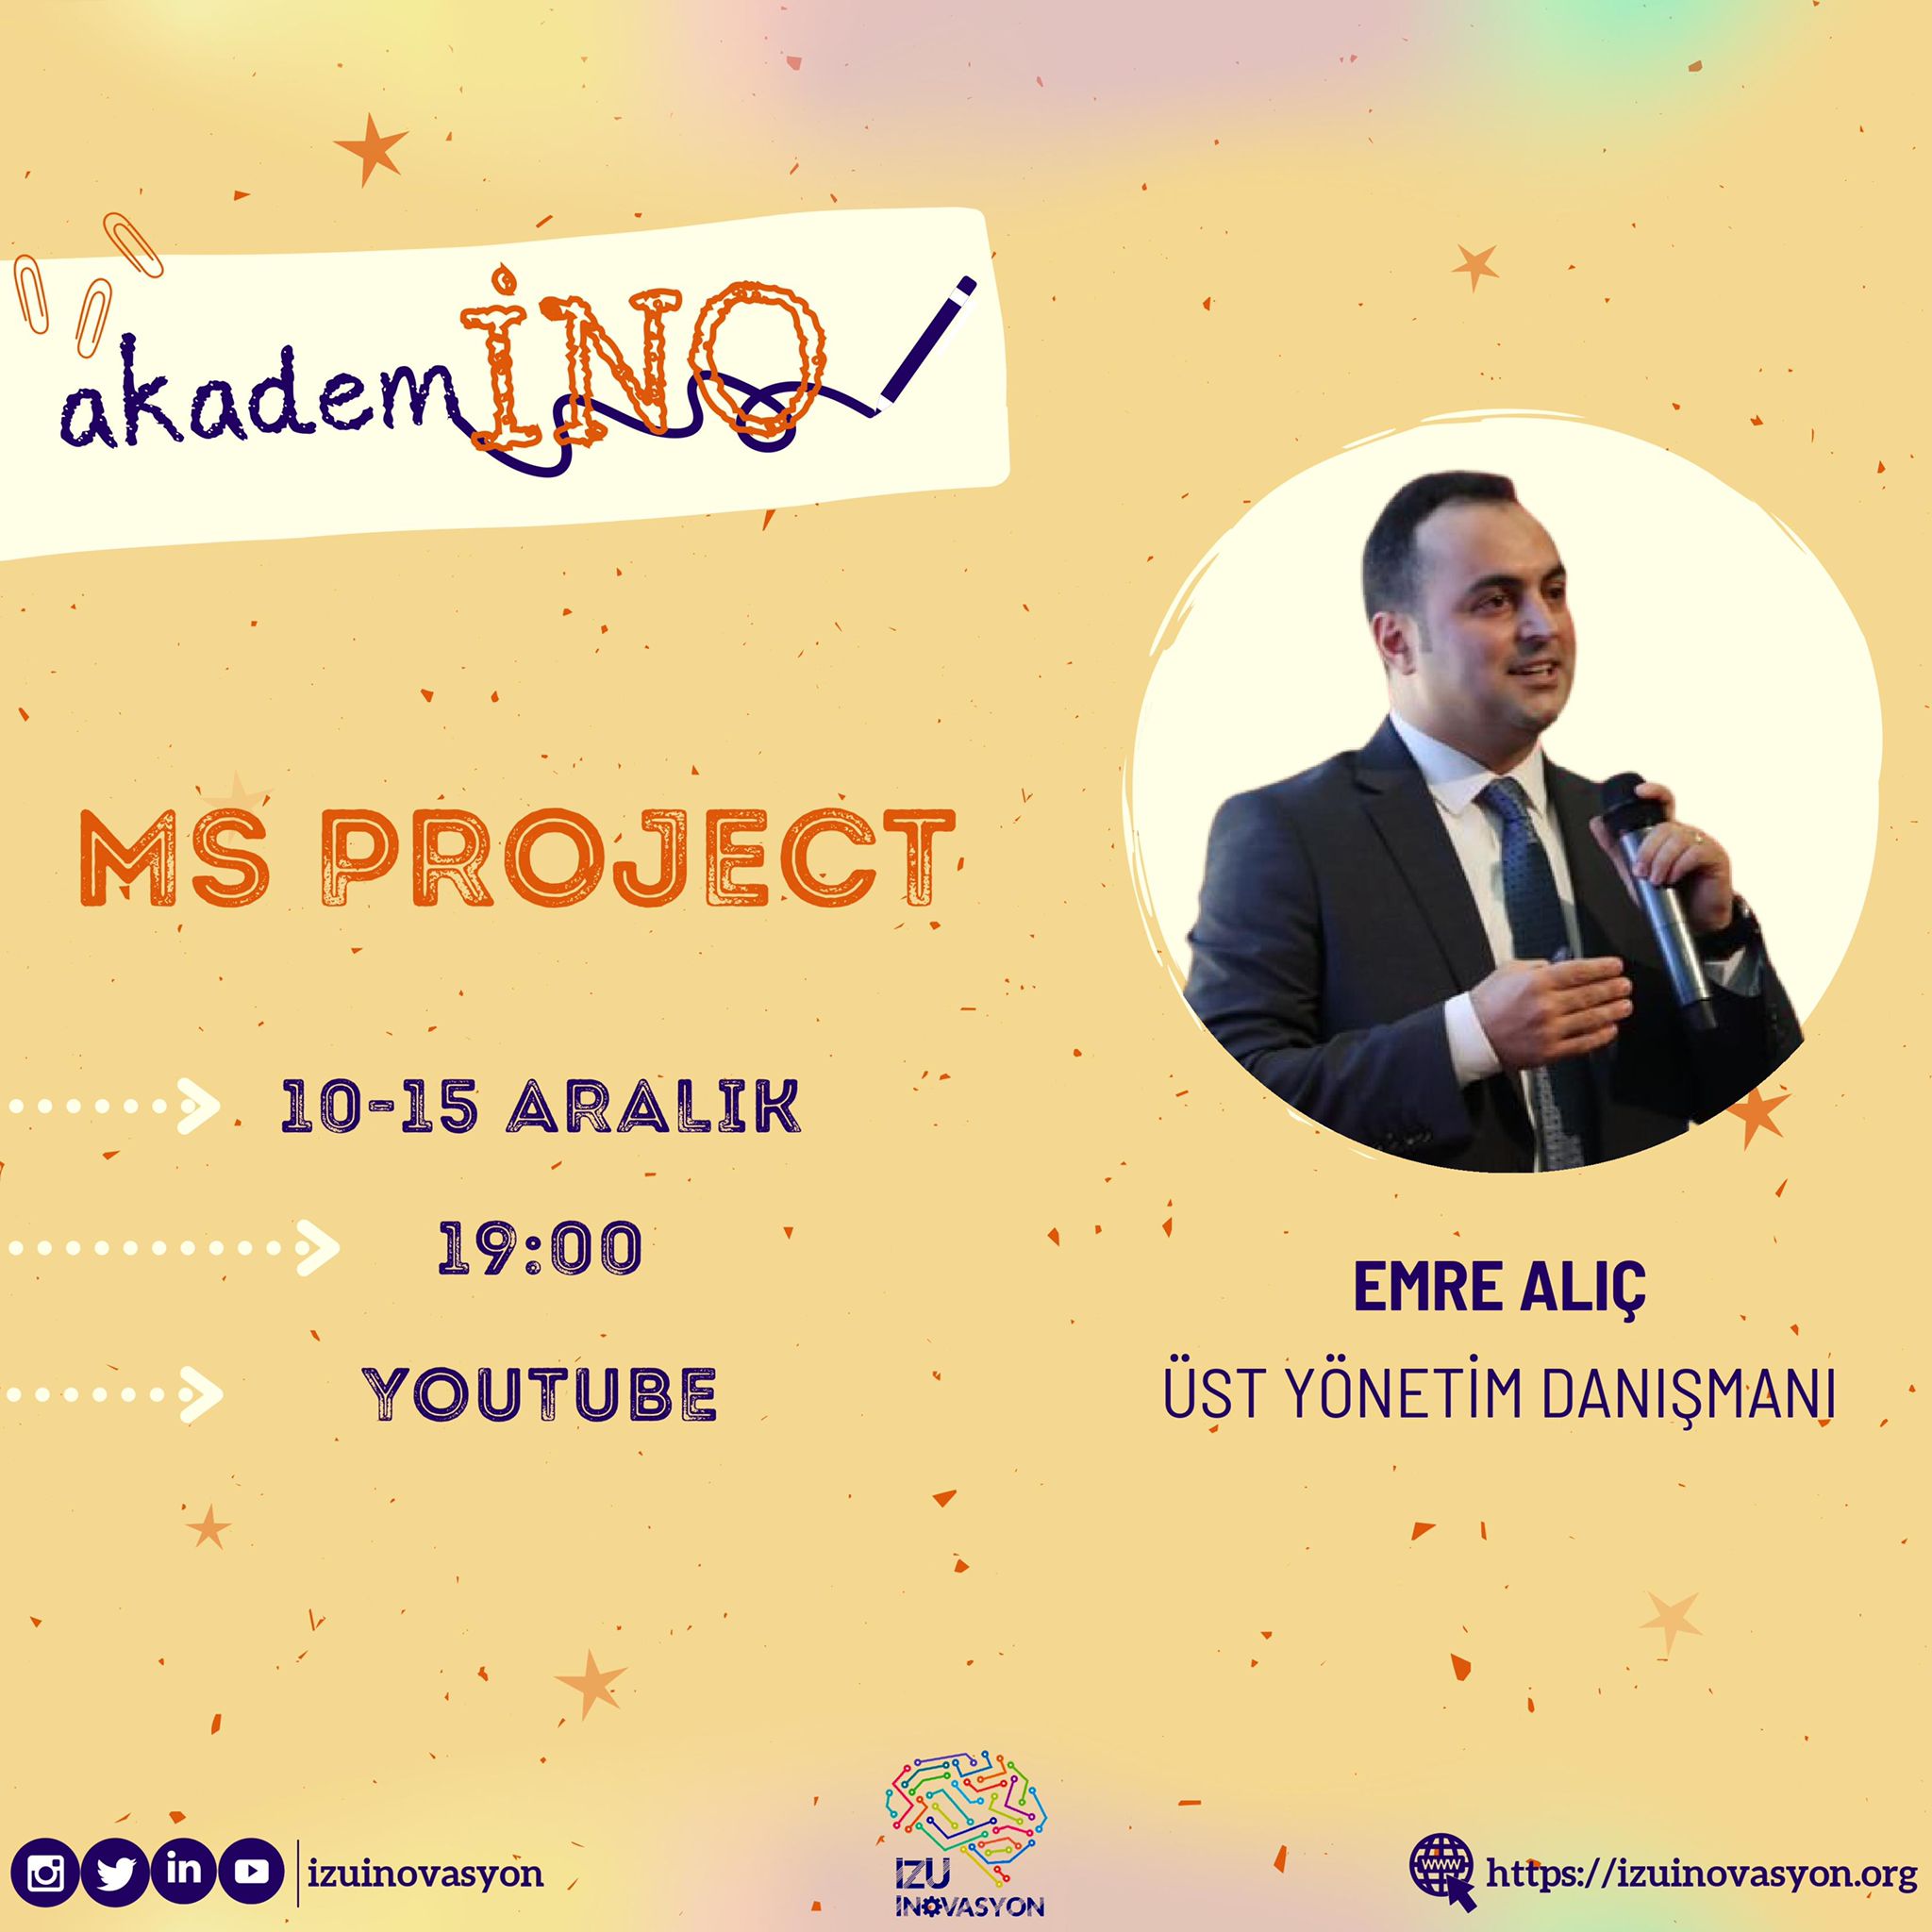 akademİNO
MS PROJECT
10-15 ARALIK
19:00
YOUTUBE
EMRE ALIÇ
ÜST YÖNETİM DANIŞMANI
izuinovasyon
IZU
İNOVASYON
www
https://izuinovasyon.org